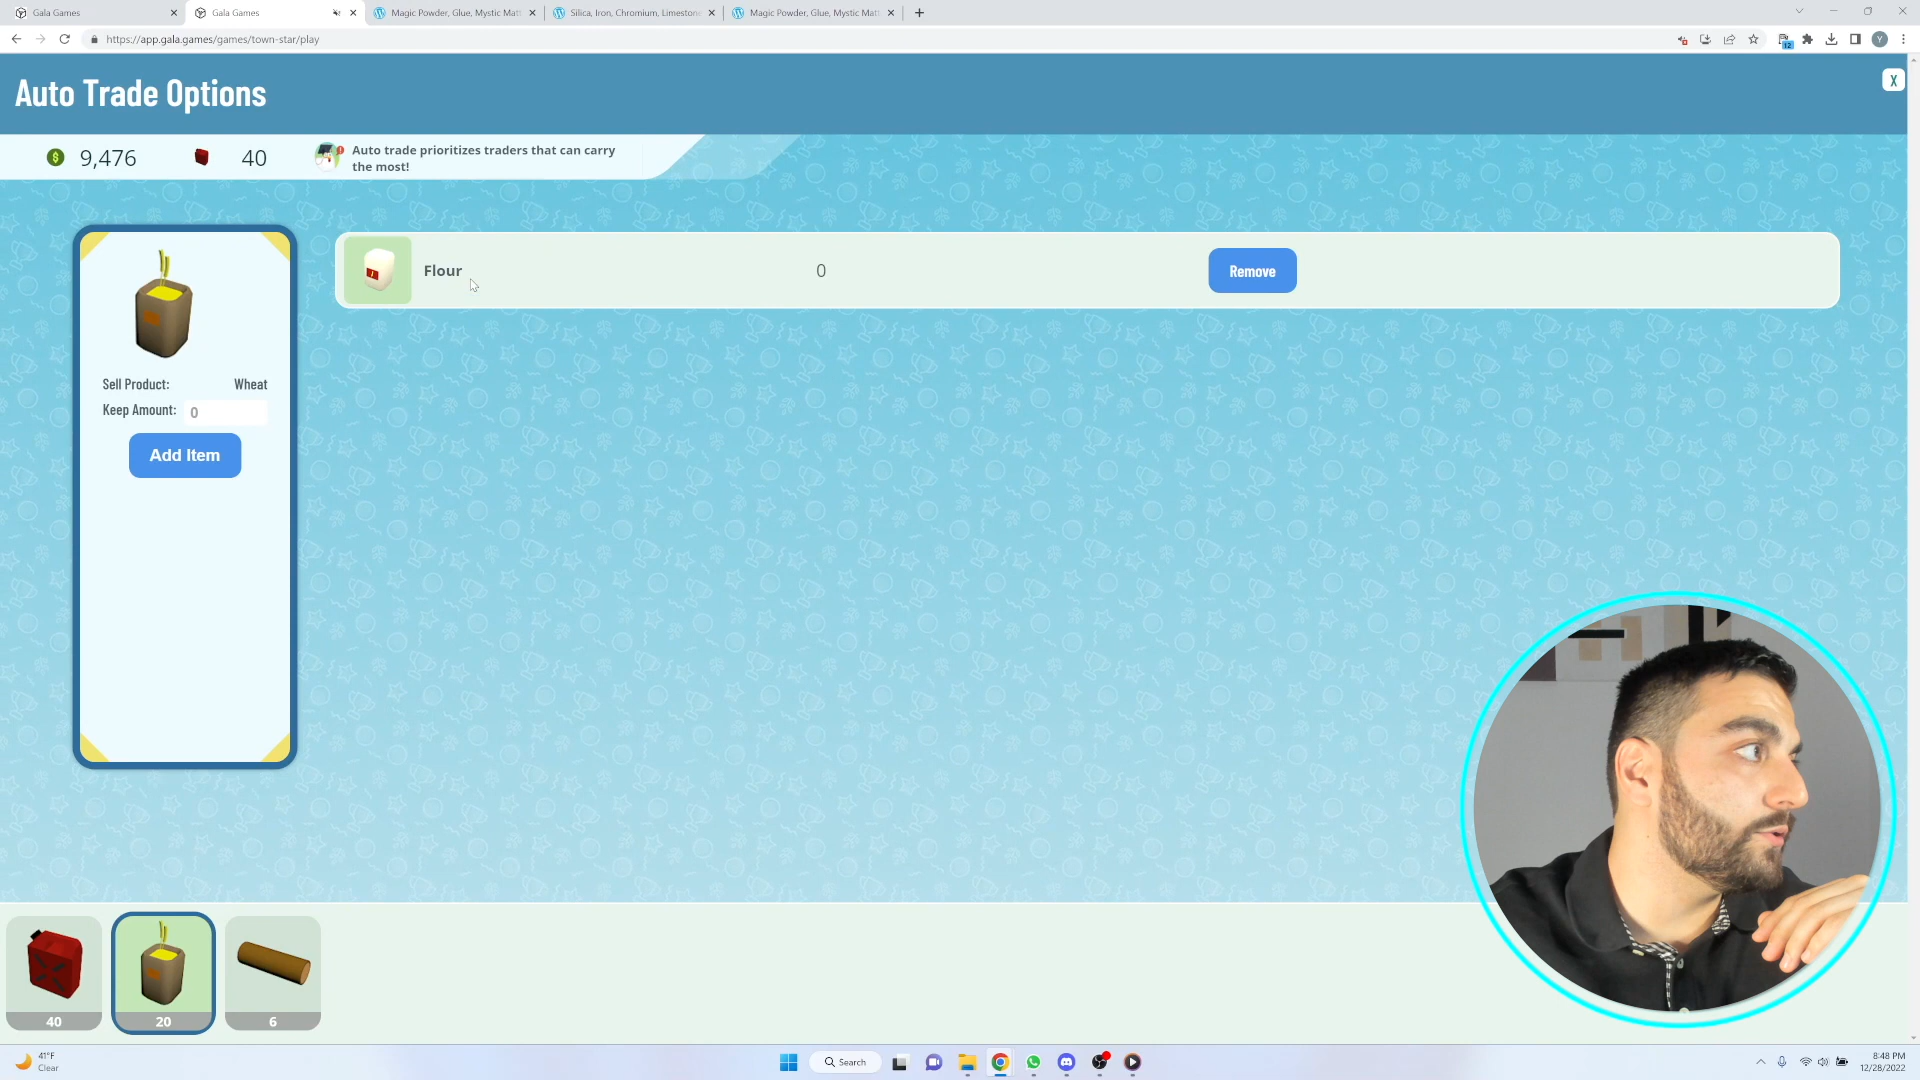 Gala Games
Gala Games
Magic Powder, Glue, Mystic Matt
Silica, Iron, Chromium, Limestone
Magic Powder, Glue, Mystic Matt
https://app.gala.games/games/town-star/play
12
Y
Auto Trade Options
X
$ 9,476
40
Auto trade prioritizes traders that can carry
the most!
Flour
0
Remove
Sell Product: Wheat
Keep Amount: 0
Add Item
40
20
6
41°F
Clear
Search
8:48 PM
12/28/2022